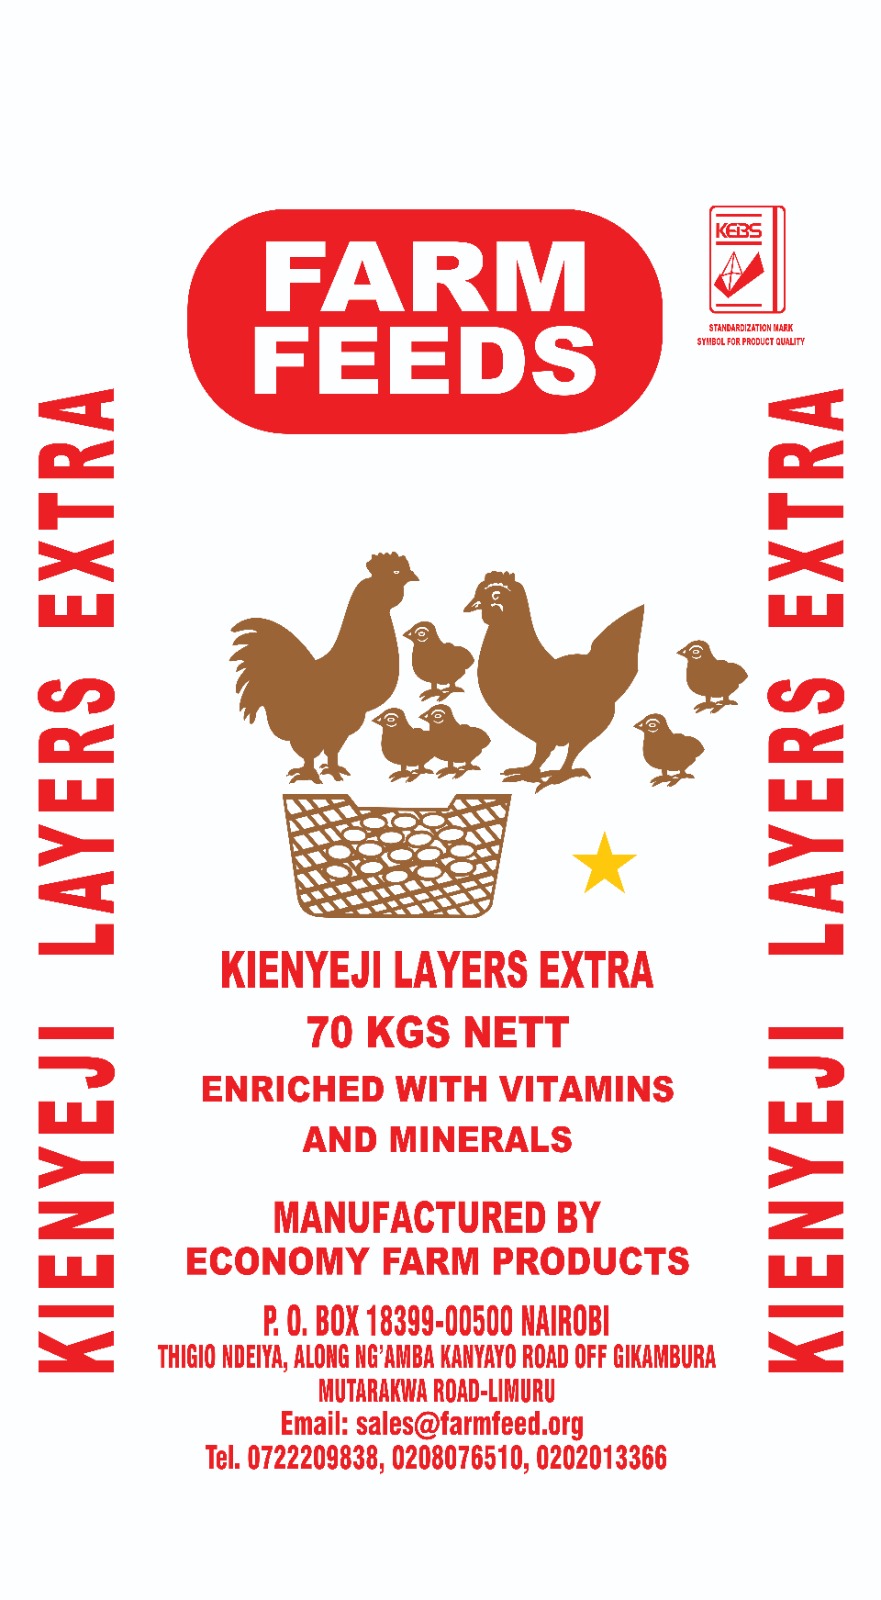 FARM
FEEDS
KEBS
STANDARDIZATION MARK
SYMBOL FOR PRODUCT QUALITY
KIENYEJI LAYERS EXTRA
KIENYEJI LAYERS EXTRA
KIENYEJI LAYERS EXTRA
70 KGS NETT
ENRICHED WITH VITAMINS
AND MINERALS
MANUFACTURED BY
ECONOMY FARM PRODUCTS
P. O. BOX 18399-00500 NAIROBI
THIGIO NDEIYA, ALONG NG'AMBA KANYAYO ROAD OFF GIKAMBURA
MUTARAKWA ROAD-LIMURU
Email: sales@farmfeed.org
Tel. 0722209838, 0208076510, 0202013366